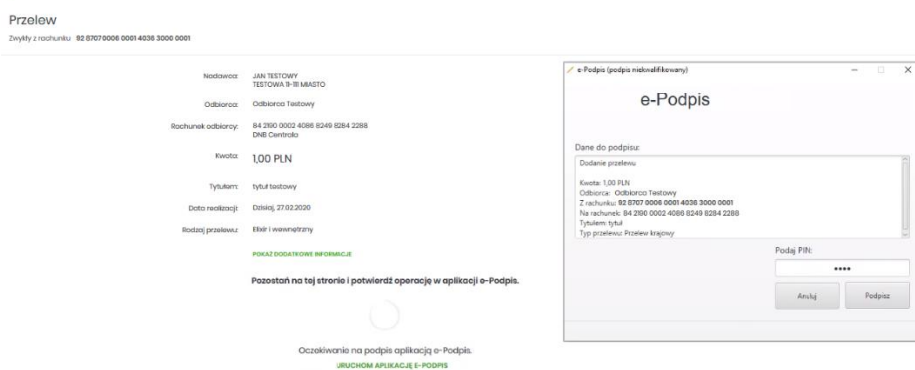 Przelew
Zwykły z rachunku 92 8707 0006 0001 4036 3000 0001
Nadawca: JAN TESTOWY
TESTOWA 11-111 MIASTO
Odbiorca: Odbiorca Testowy
Rachunek odbiorcy: 84 2190 0002 4086 8249 8284 2288
DNB Centrala
Kwota: 1,00 PLN
Tytułem: tytuł testowy
Data realizacji: Dzisiaj, 27.02.2020
Rodzaj przelewu: Elixir i wewnętrzny
POKAŻ DODATKOWE INFORMACJE
Pozostań na tej stronie i potwierdź operację w aplikacji e-Podpis.
Oczekiwanie na podpis aplikacją e-Podpis.
URUCHOM APLIKACJĘ E-PODPIS
e-Podpis (podpis niekwalifikowany)
e-Podpis
Dane do podpisu:
Dodanie przelewu
Kwota: 1,00 PLN
Odbiorca: Odbiorca Testowy
Z rachunku: 92 8707 0006 0001 4036 3000 0001
Na rachunek: 84 2190 0002 4086 8249 8284 2288
Tytułem: tytuł
Typ przelewu: Przelew krajowy
Podaj PIN:
••••
Anuluj
Podpisz